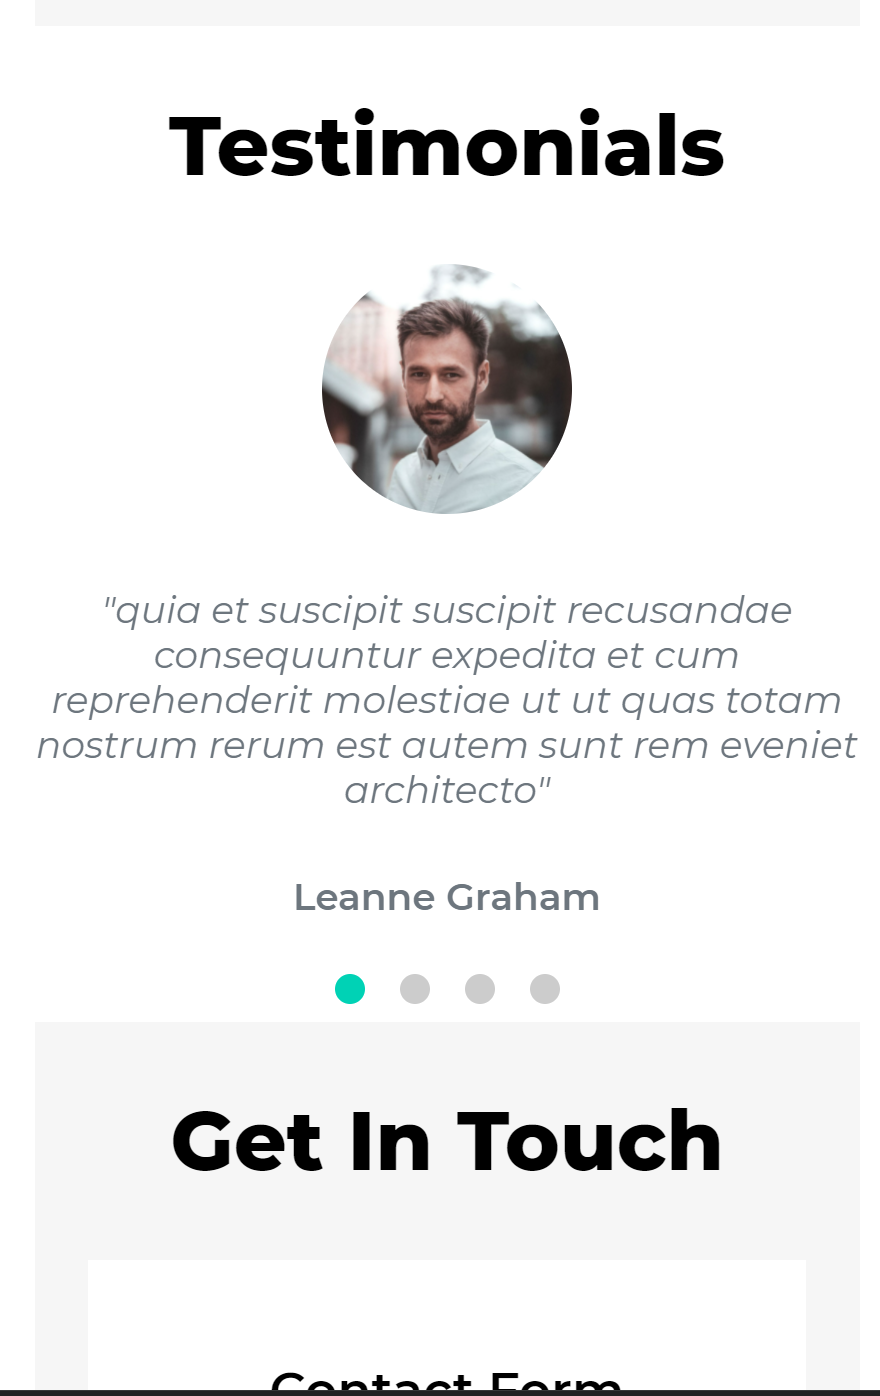 Testimonials
"quia et suscipit suscipit recusandae
consequuntur expedita et cum
reprehenderit molestiae ut ut quas totam
nostrum rerum est autem sunt rem eveniet
architecto"
Leanne Graham
Get In Touch
Contact Form